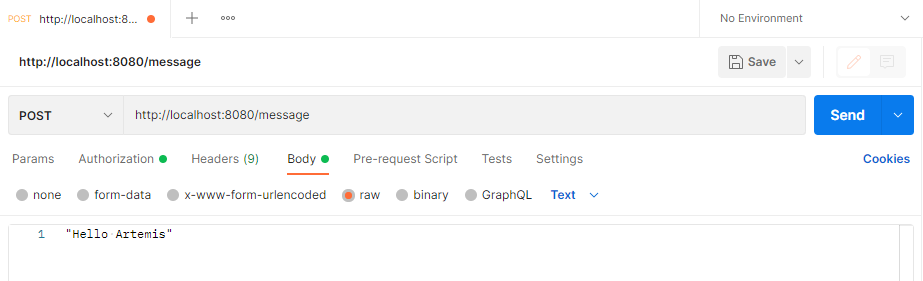 POST http://localhost:8... No Environment
http://localhost:8080/message Save
POST http://localhost:8080/message Send
Params Authorization Headers (9) Body Pre-request Script Tests Settings Cookies
none form-data x-www-form-urlencoded raw binary GraphQL Text
1 "Hello Artemis"